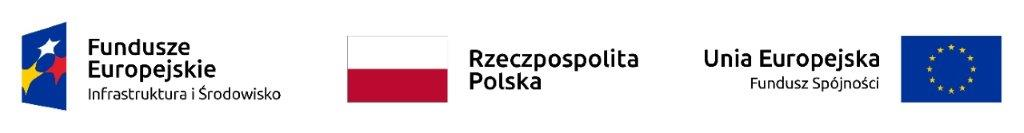 Fundusze
Europejskie
Infrastruktura i Środowisko
Rzeczpospolita
Polska
Unia Europejska
Fundusz Spójności